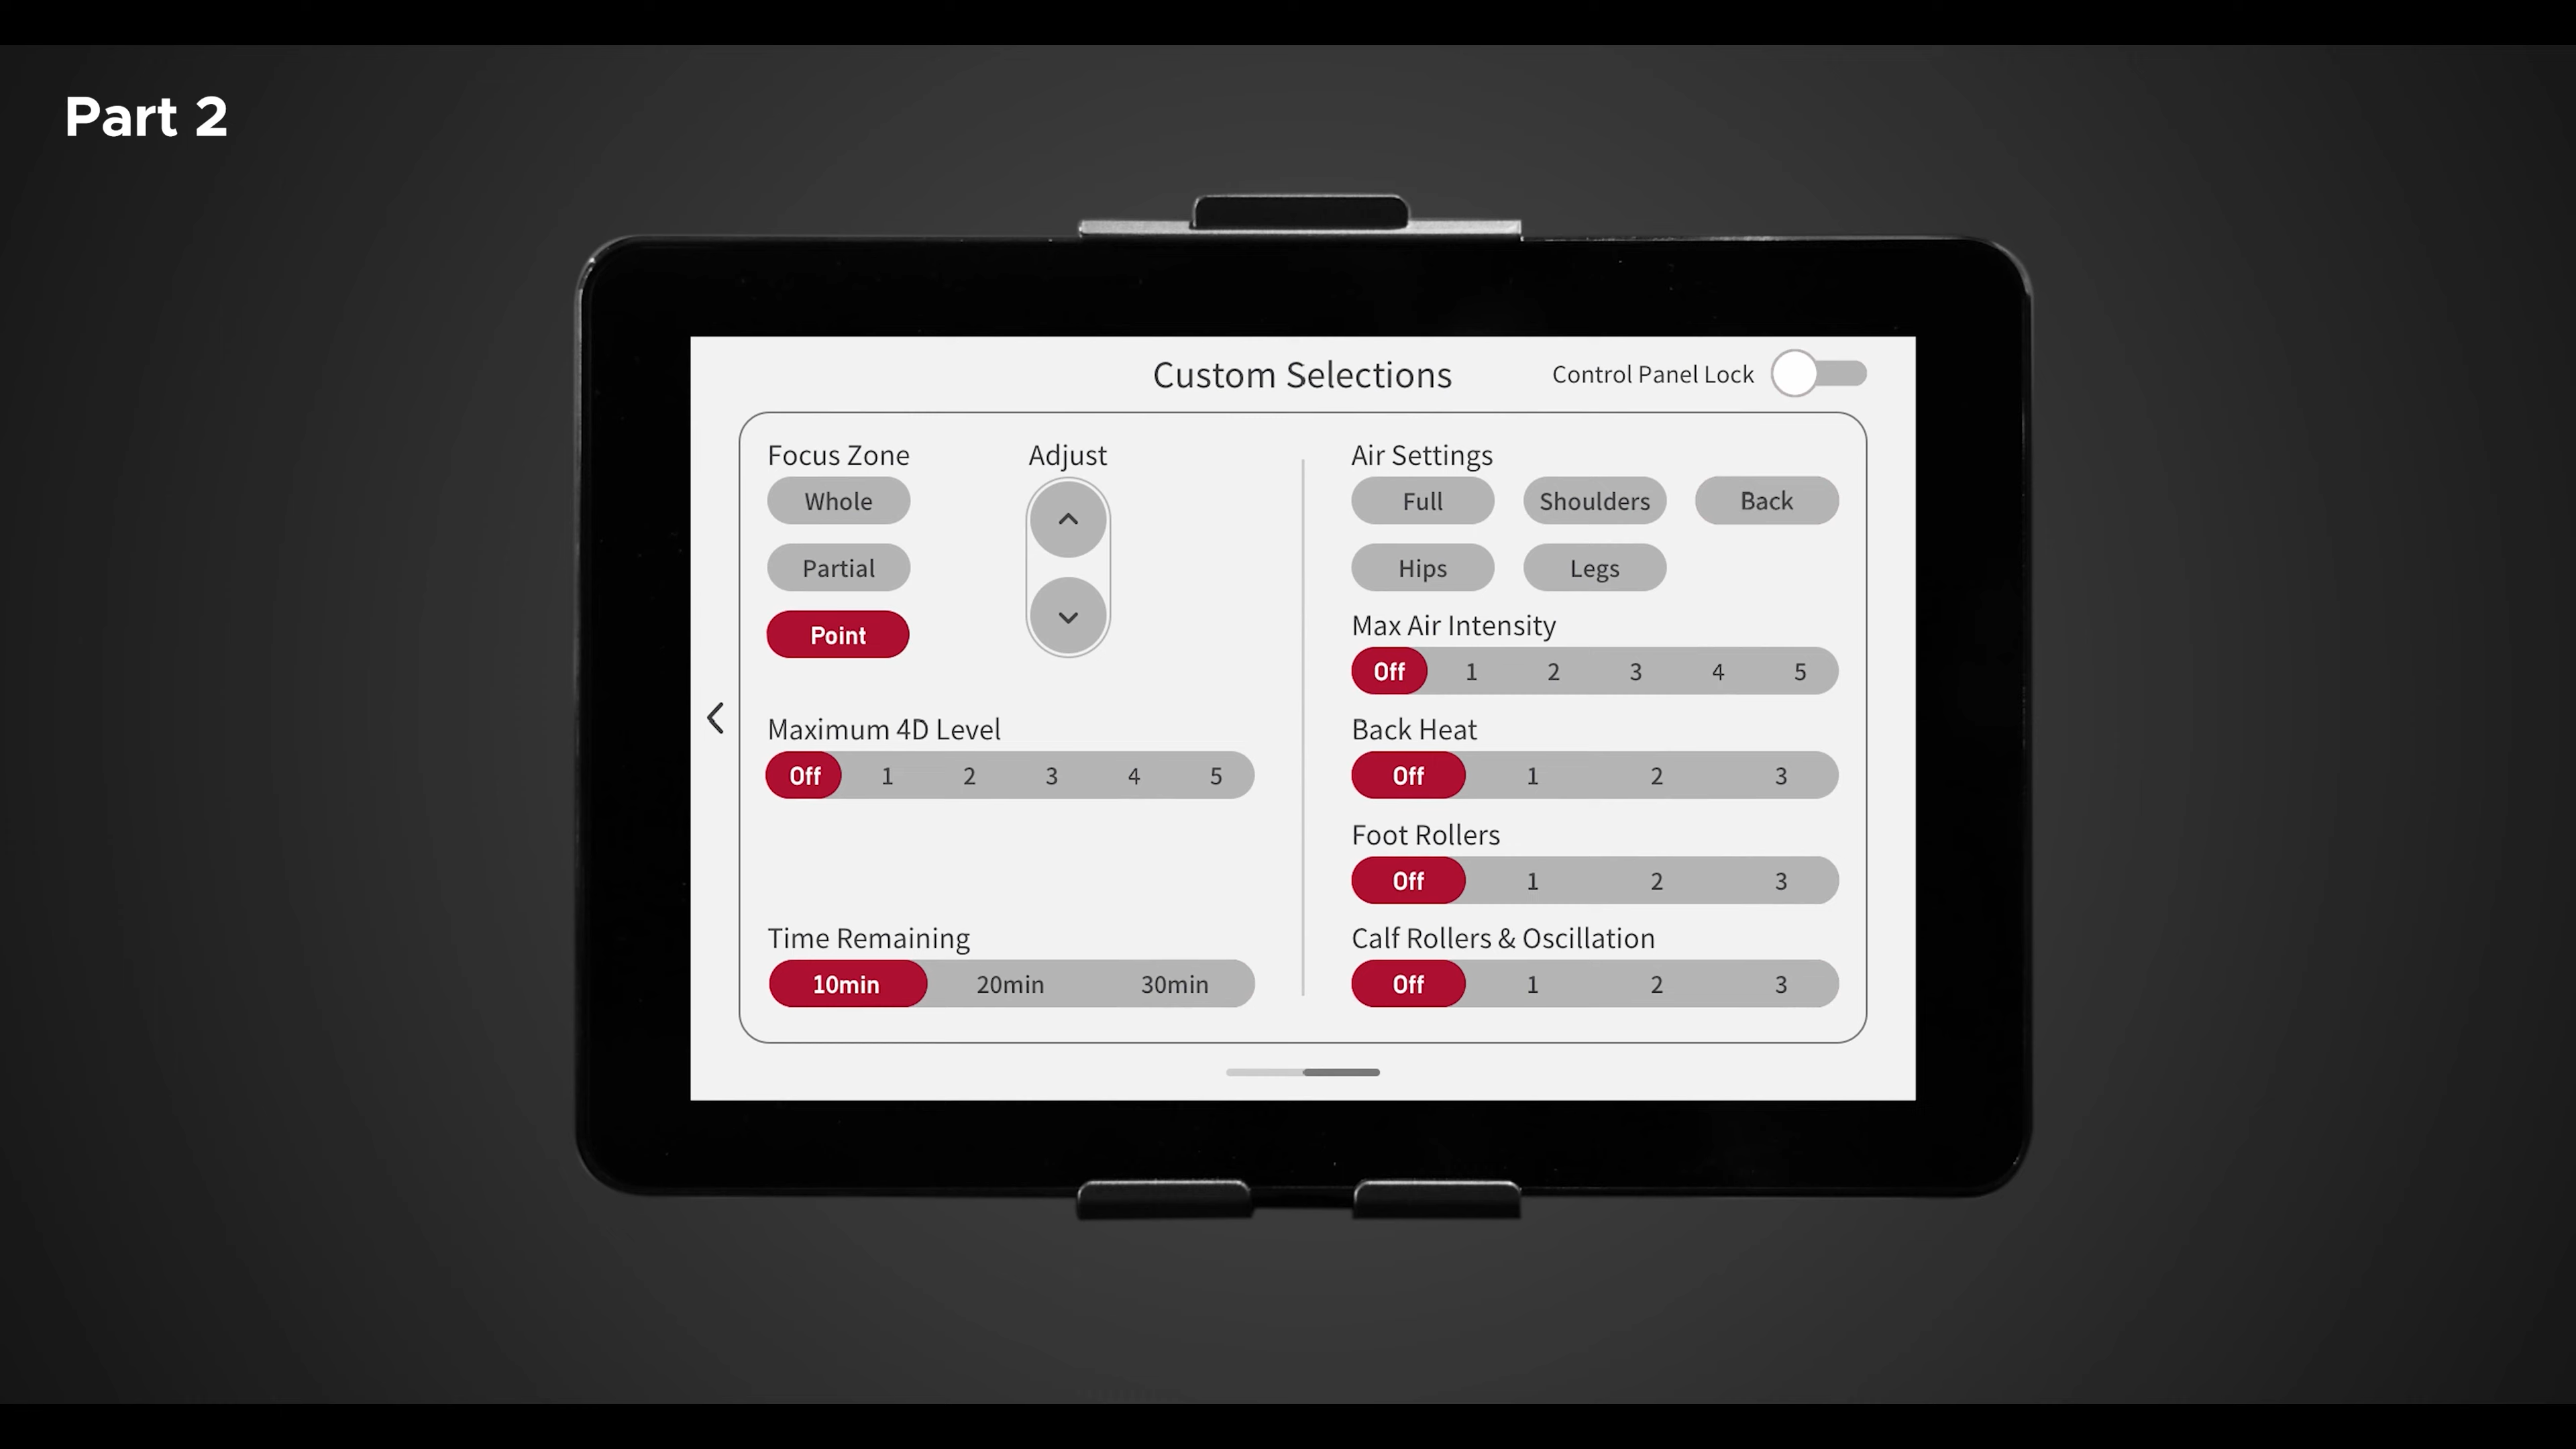 Part 2
Custom Selections
Control Panel Lock
Focus Zone
Adjust
Whole
Partial
Point
Maximum 4D Level
Off 1 2 3 4 5
Time Remaining
10min 20min 30min
Air Settings
Full Shoulders Back
Hips Legs
Max Air Intensity
Off 1 2 3 4 5
Back Heat
Off 1 2 3
Foot Rollers
Off 1 2 3
Calf Rollers & Oscillation
Off 1 2 3